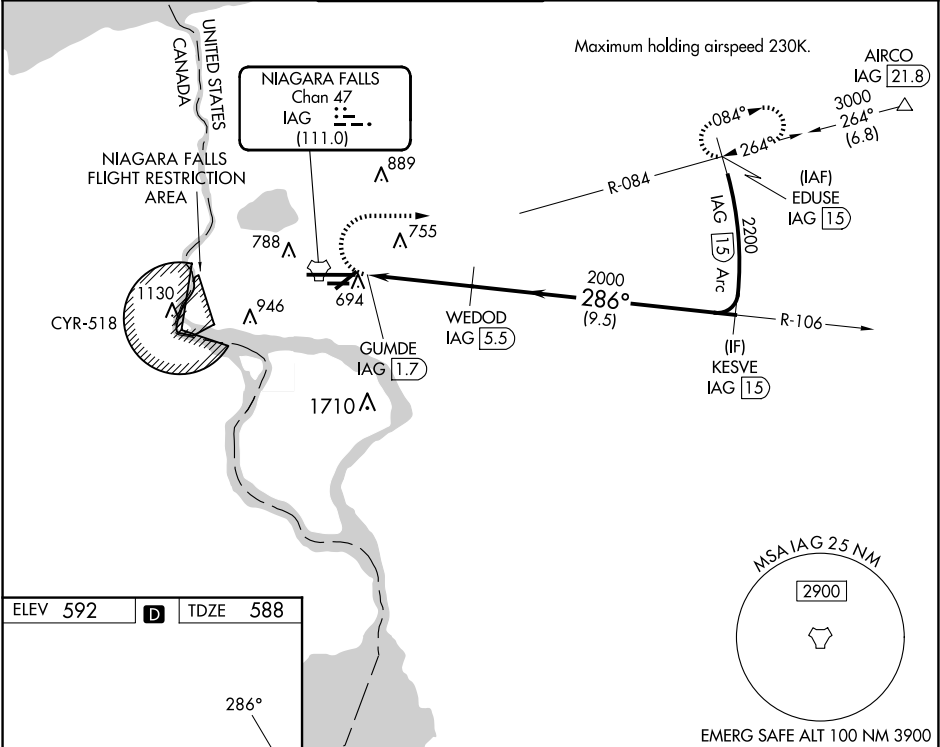 UNITED STATES
CANADA
NIAGARA FALLS
Chan 47
IAG
(111.0)
Maximum holding airspeed 230K.
AIRCO
IAG 21.8
3000
264°
(6.8)
084°
264°
R-084
(IAF)
EDUSE
IAG 15
NIAGARA FALLS
FLIGHT RESTRICTION
AREA
889
755
788
694
1130
946
CYR-518
IAG 15 Arc
2200
2000
286°
(9.5)
WEDOD
IAG 5.5
GUMDE
IAG 1.7
R-106
(IF)
KESVE
IAG 15
1710
MSA IAG 25 NM
2900
EMERG SAFE ALT 100 NM 3900
ELEV 592
D
TDZE 588
286°